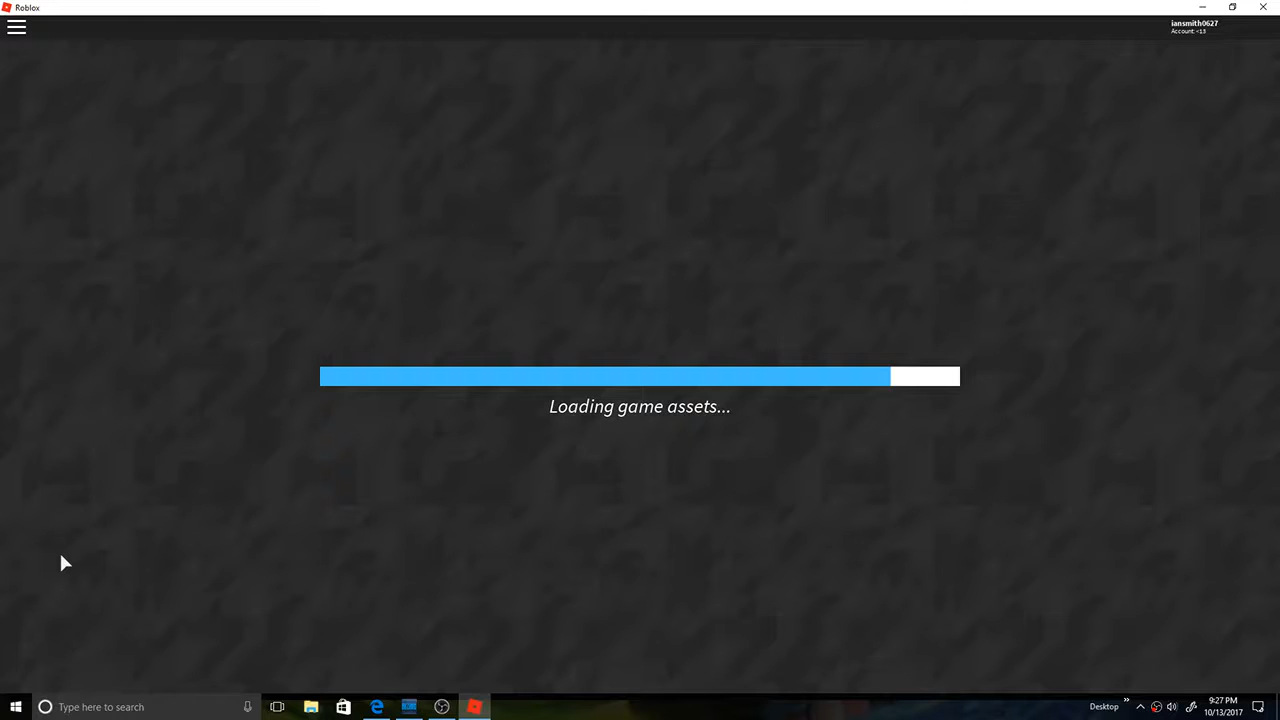 Roblox
iansmith0627
Account: <13
Loading game assets...
Type here to search
Desktop
9:27 PM
10/13/2017